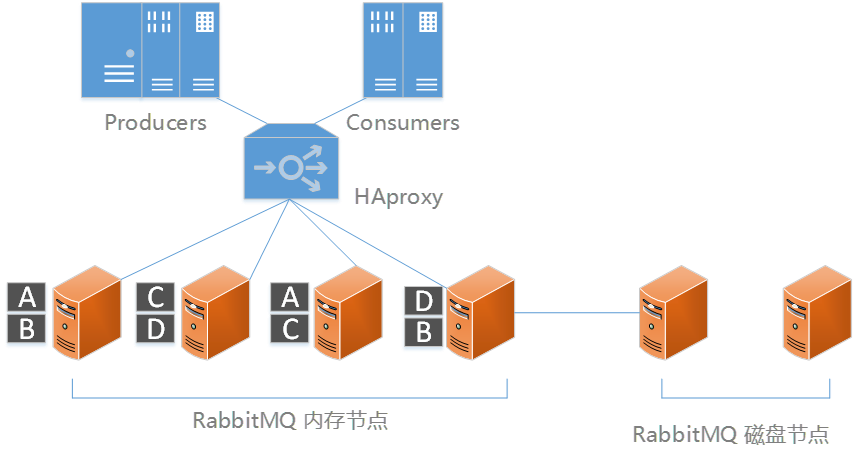 Producers
Consumers
HAproxy
A
B
C
D
A
C
D
B
RabbitMQ 内存节点
RabbitMQ 磁盘节点